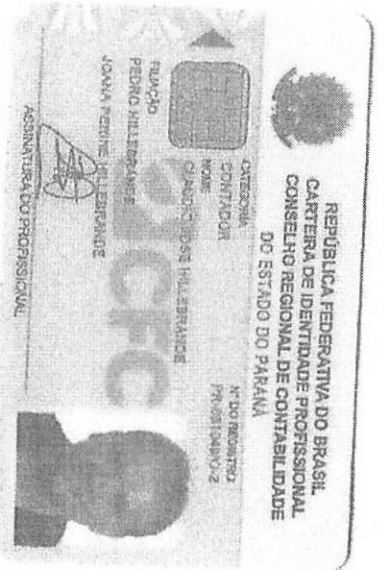 REPÚBLICA FEDERATIVA DO BRASIL
CARTEIRA DE IDENTIDADE PROFISSIONAL
CONSELHO REGIONAL DE CONTABILIDADE
DO ESTADO DO PARANÁ
CATEGORIA
CONTADOR
Nº DO REGISTRO
NOME
JOSE HILLEBRANDE
FILIAÇÃO
PEDRO HILLEBRANDE
JOANA HILLEBRANDE
ASSINATURA DO PROFISSIONAL
CFC